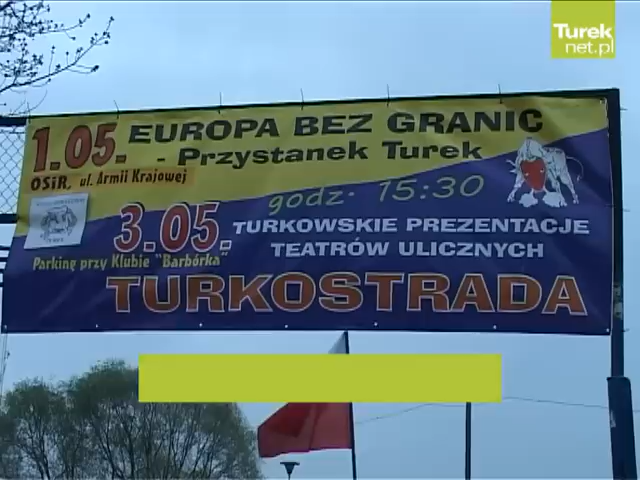 Turek
net.pl
1.05. EUROPA BEZ GRANIC
- Przystanek Turek
OSiR, ul. Armii Krajowej
godz. 15:30
3.05. TURKOWSKIE PREZENTACJE
TEATRÓW ULICZNYCH
Parking przy Klubie "Barbórka"
TURKOSTRADA